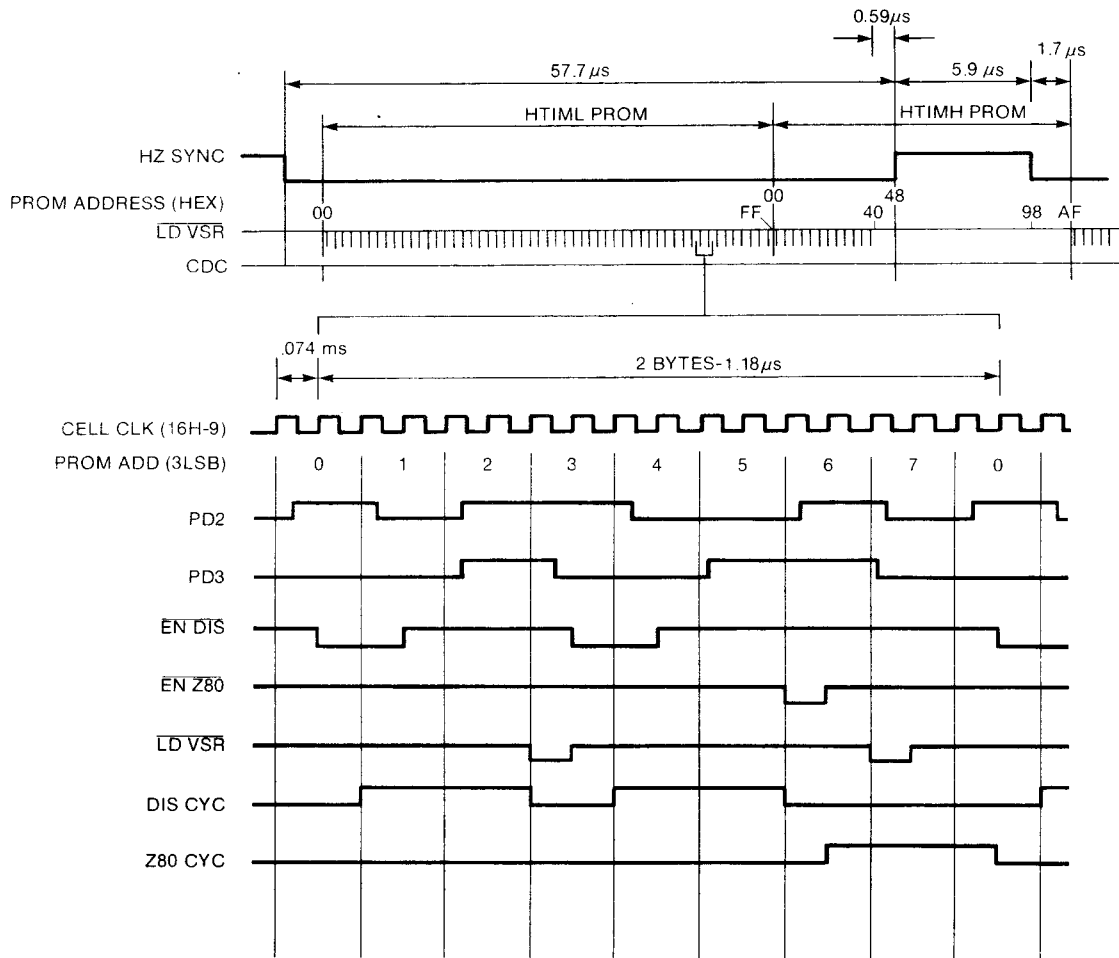 0.59µs
1.7µs
57.7µs
5.9 µs
HTIML PROM
HTIMH PROM
HZ SYNC
PROM ADDRESS (HEX)
00
00
48
FF
40
98
AF
LD VSR
CDC
.074 ms
2 BYTES-1.18µs
CELL CLK (16H-9)
PROM ADD (3LSB)
0 1 2 3 4 5 6 7 0
PD2
PD3
EN DIS
EN Z80
LD VSR
DIS CYC
Z80 CYC